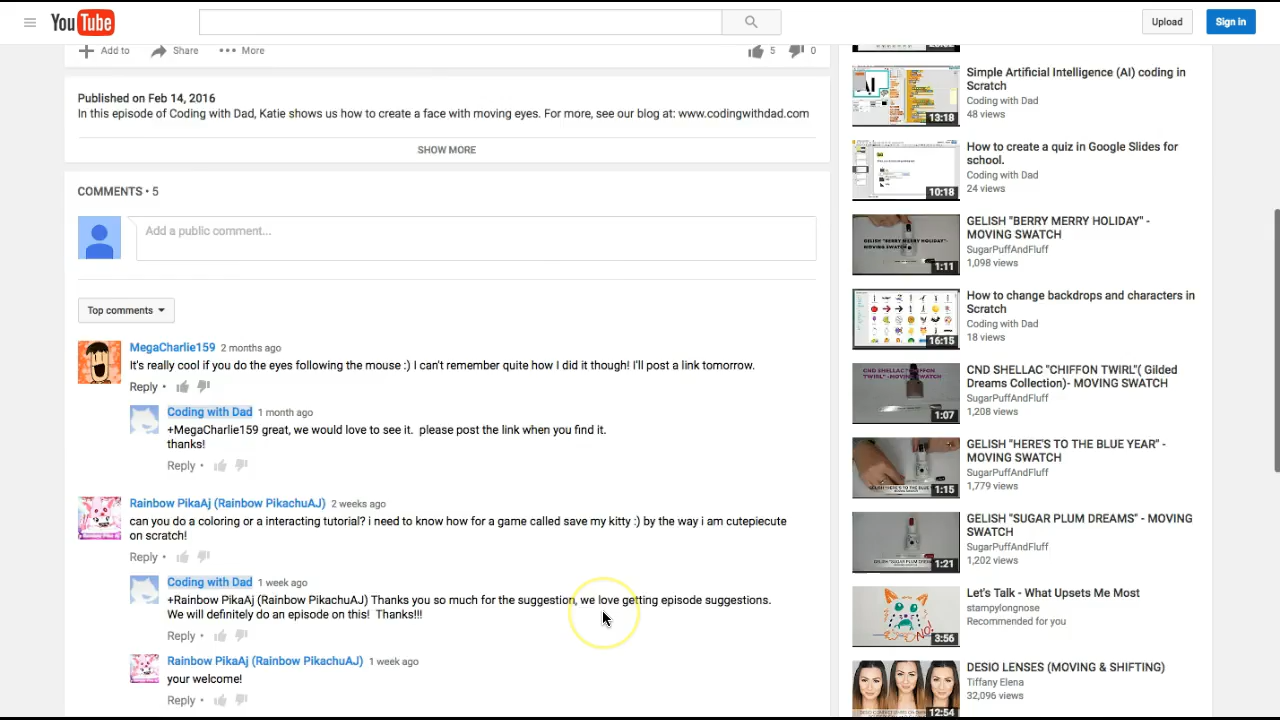 YouTube
Upload
Sign in
Add to
Share
More
5
0
Published on Feb 14, 2016
In this episode of Coding with Dad, Katie shows us how to create a face with moving eyes. For more, see our blog at: www.codingwithdad.com
SHOW MORE
COMMENTS • 5
Add a public comment...
Top comments
MegaCharlie159 2 months ago
It's really cool if you do the eyes following the mouse :) I can't remember quite how I did it though! I'll post a link tomorrow.
Reply •
Coding with Dad 1 month ago
+MegaCharlie159 great, we would love to see it. please post the link when you find it.
thanks!
Reply •
Rainbow PikaAj (Rainbow PikachuAJ) 2 weeks ago
can you do a coloring or a interacting tutorial? i need to know how for a game called save my kitty :) by the way i am cutepiecute
on scratch!
Reply •
Coding with Dad 1 week ago
+Rainbow PikaAj (Rainbow PikachuAJ) Thanks you so much for the suggestion, we love getting episode suggestions.
We will definitely do an episode on this! Thanks!!!
Reply •
Rainbow PikaAj (Rainbow PikachuAJ) 1 week ago
your welcome!
Reply •
Simple Artificial Intelligence (AI) coding in
Scratch
Coding with Dad
48 views
13:18
How to create a quiz in Google Slides for
school.
Coding with Dad
24 views
10:18
GELISH "BERRY MERRY HOLIDAY" -
MOVING SWATCH
SugarPuffAndFluff
1,098 views
1:11
How to change backdrops and characters in
Scratch
Coding with Dad
18 views
16:15
CND SHELLAC "CHIFFON TWIRL"( Gilded
Dreams Collection)- MOVING SWATCH
SugarPuffAndFluff
1,208 views
1:07
GELISH "HERE'S TO THE BLUE YEAR" -
MOVING SWATCH
SugarPuffAndFluff
1,779 views
1:15
GELISH "SUGAR PLUM DREAMS" - MOVING
SWATCH
SugarPuffAndFluff
1,202 views
1:21
Let's Talk - What Upsets Me Most
stampylongnose
Recommended for you
NO!
3:56
DESIO LENSES (MOVING & SHIFTING)
Tiffany Elena
32,096 views
12:54